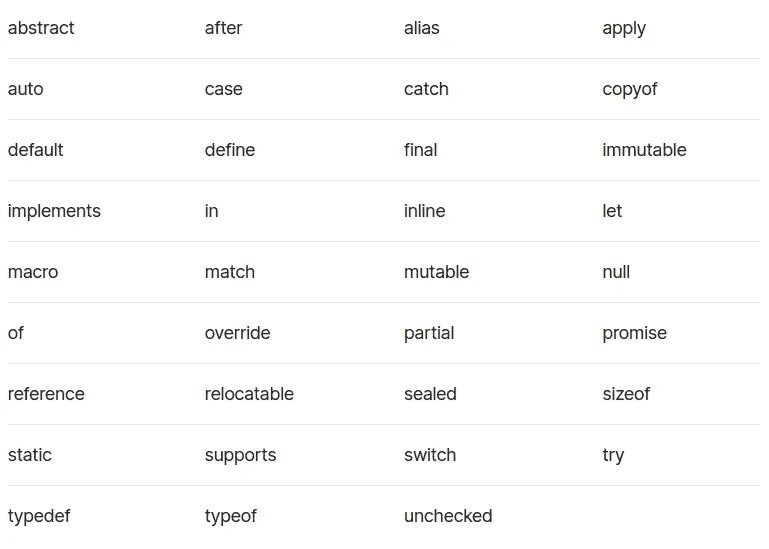 abstract after alias apply
auto case catch copyof
default define final immutable
implements in inline let
macro match mutable null
of override partial promise
reference relocatable sealed sizeof
static supports switch try
typedef typeof unchecked